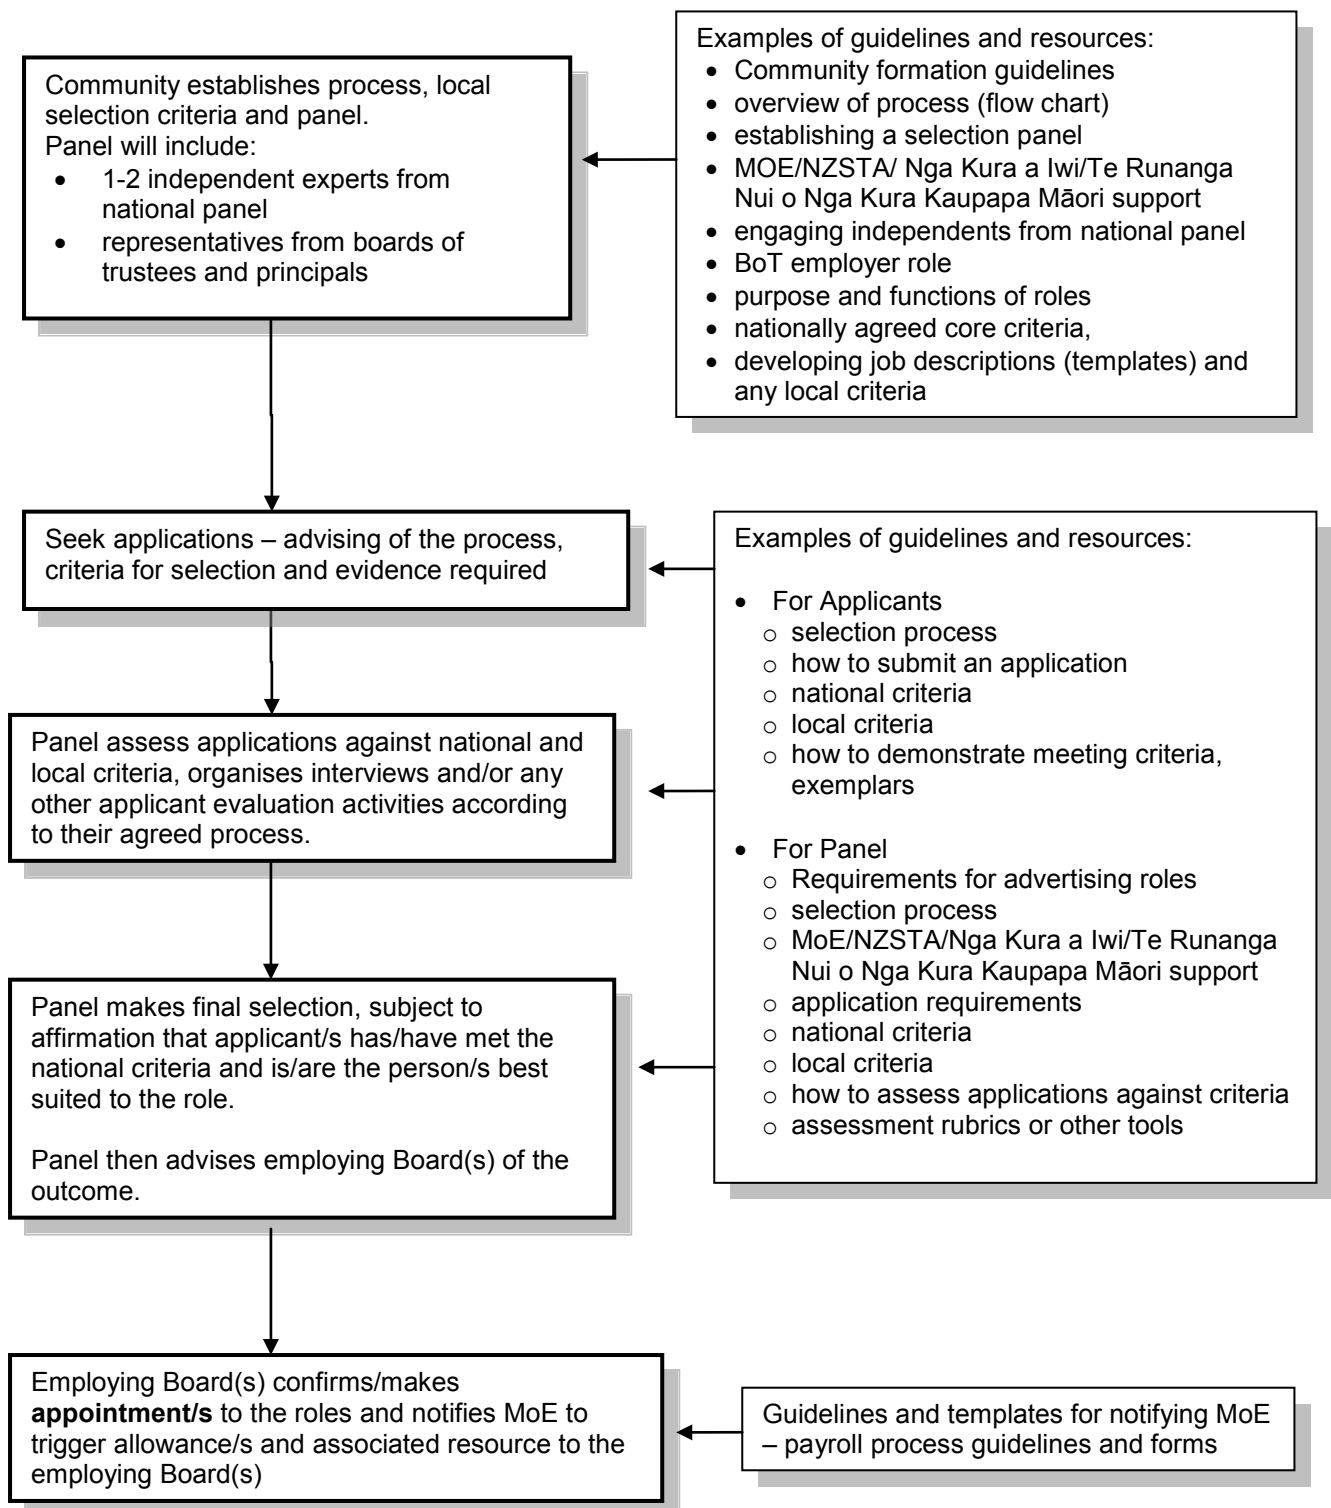 Community establishes process, local
selection criteria and panel.
Panel will include:
• 1-2 independent experts from
national panel
• representatives from boards of
trustees and principals
Examples of guidelines and resources:
• Community formation guidelines
• overview of process (flow chart)
• establishing a selection panel
• MOE/NZSTA/ Nga Kura a Iwi/Te Runanga
Nui o Nga Kura Kaupapa Māori support
• engaging independents from national panel
• BoT employer role
• purpose and functions of roles
• nationally agreed core criteria,
• developing job descriptions (templates) and
any local criteria
Seek applications – advising of the process,
criteria for selection and evidence required
Panel assess applications against national and
local criteria, organises interviews and/or any
other applicant evaluation activities according
to their agreed process.
Panel makes final selection, subject to
affirmation that applicant/s has/have met the
national criteria and is/are the person/s best
suited to the role.
Panel then advises employing Board(s) of the
outcome.
Examples of guidelines and resources:
• For Applicants
o selection process
o how to submit an application
o national criteria
o local criteria
o how to demonstrate meeting criteria,
exemplars
• For Panel
o Requirements for advertising roles
o selection process
o MoE/NZSTA/Nga Kura a Iwi/Te Runanga
Nui o Nga Kura Kaupapa Māori support
o application requirements
o national criteria
o local criteria
o how to assess applications against criteria
o assessment rubrics or other tools
Employing Board(s) confirms/makes
appointment/s to the roles and notifies MoE to
trigger allowance/s and associated resource to the
employing Board(s)
Guidelines and templates for notifying MoE
– payroll process guidelines and forms